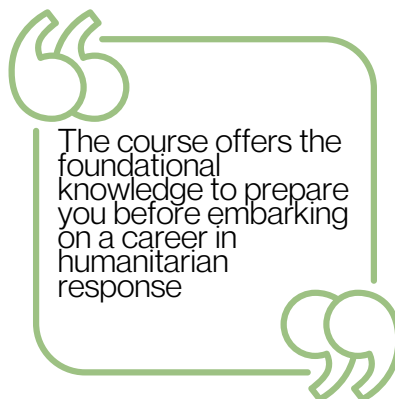 The course offers the
foundational
knowledge to prepare
you before embarking
on a career in
humanitarian
response